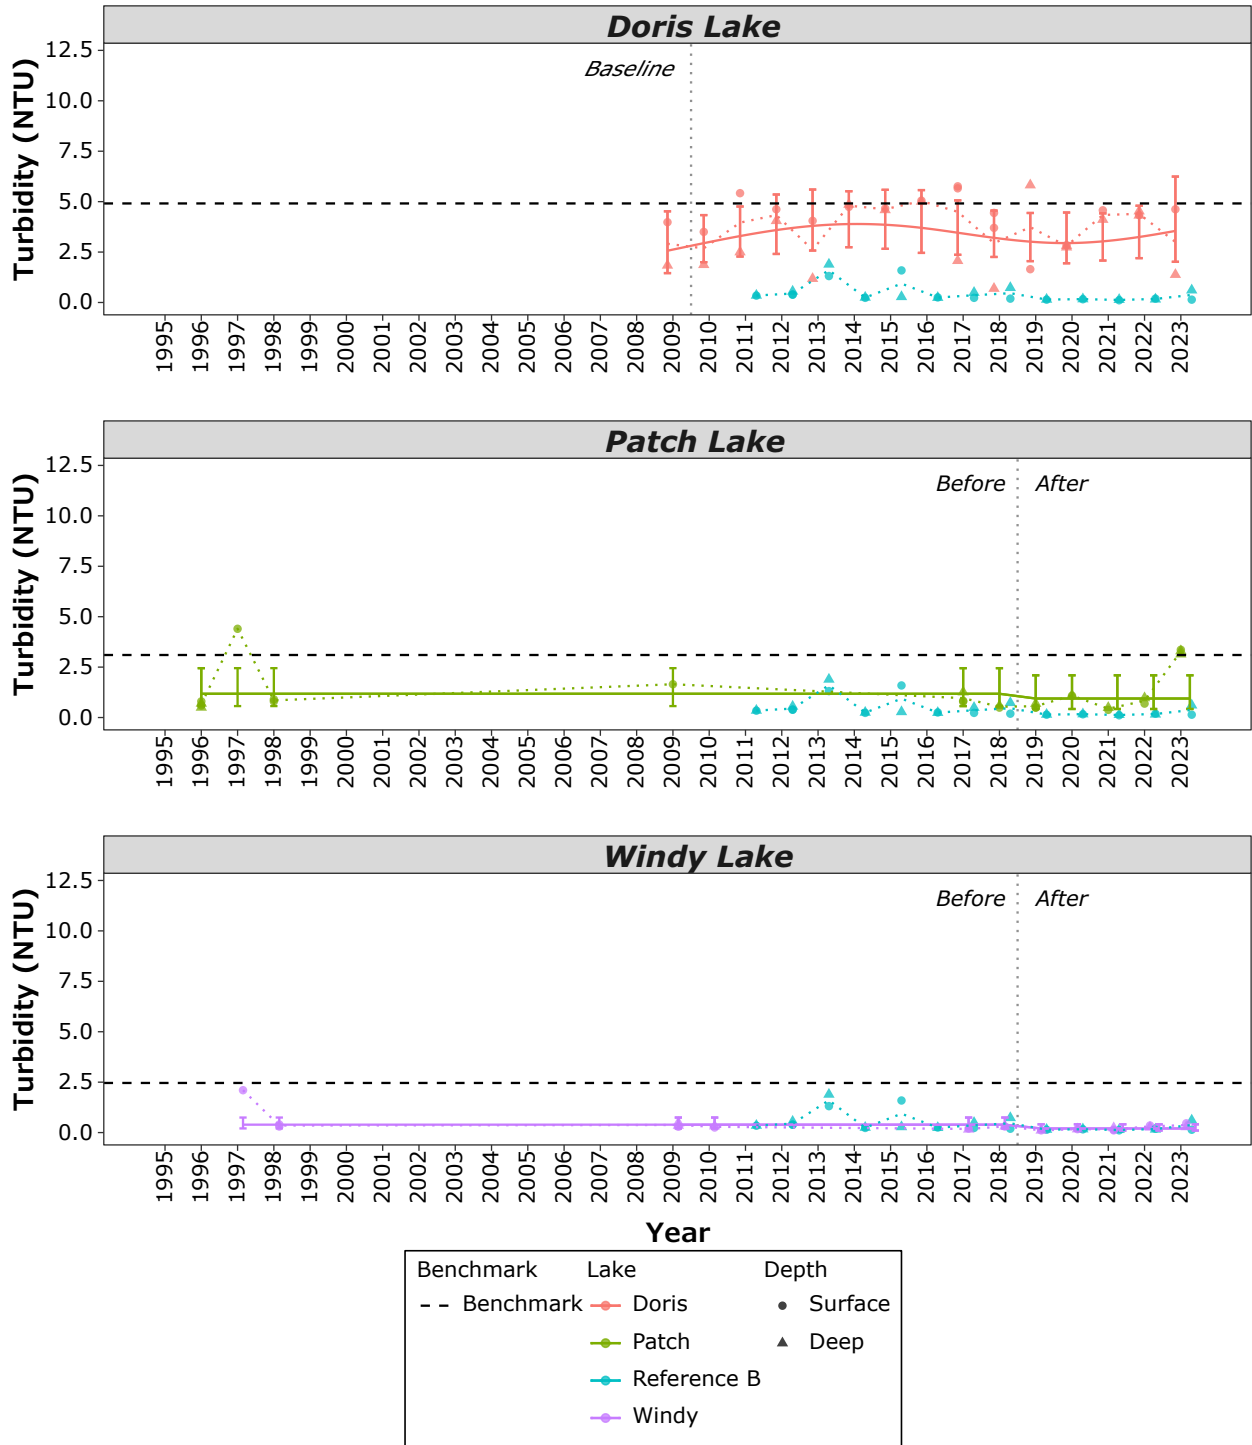 Doris Lake
Turbidity (NTU)
12.5
10.0
7.5
5.0
2.5
0.0
Baseline
1995 1996 1997 1998 1999 2000 2001 2002 2003 2004 2005 2006 2007 2008 2009 2010 2011 2012 2013 2014 2015 2016 2017 2018 2019 2020 2021 2022 2023
Patch Lake
Turbidity (NTU)
12.5
10.0
7.5
5.0
2.5
0.0
Before After
1995 1996 1997 1998 1999 2000 2001 2002 2003 2004 2005 2006 2007 2008 2009 2010 2011 2012 2013 2014 2015 2016 2017 2018 2019 2020 2021 2022 2023
Windy Lake
Turbidity (NTU)
12.5
10.0
7.5
5.0
2.5
0.0
Before After
1995 1996 1997 1998 1999 2000 2001 2002 2003 2004 2005 2006 2007 2008 2009 2010 2011 2012 2013 2014 2015 2016 2017 2018 2019 2020 2021 2022 2023
Year
Benchmark Lake Depth
Benchmark Doris Surface
Patch Deep
Reference B
Windy